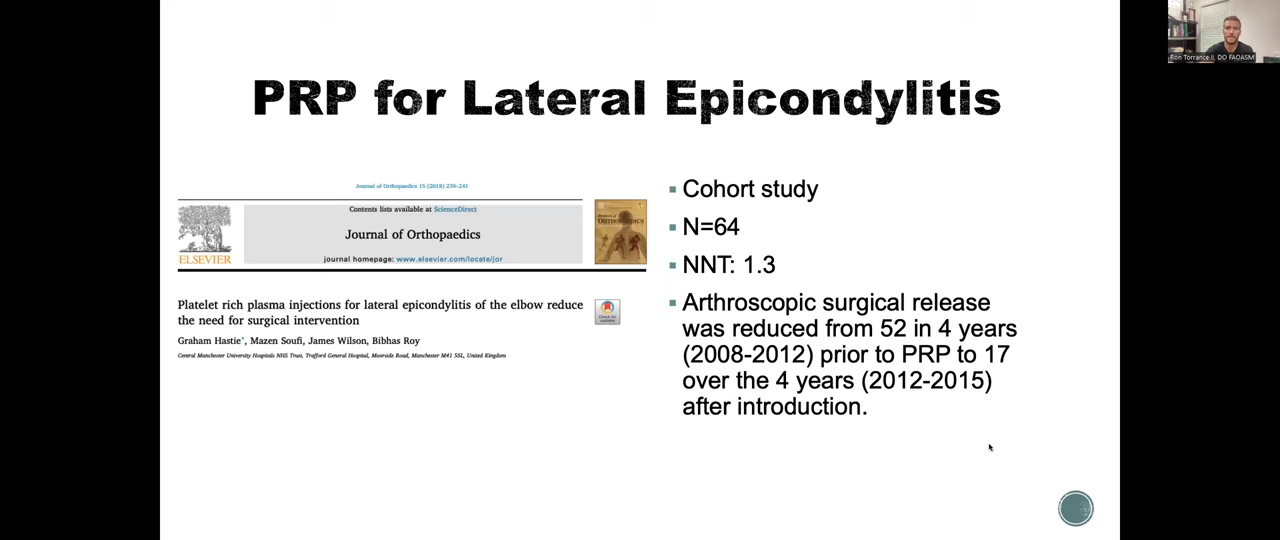 Ron Torrance II, DO FAOASM
PRP for Lateral Epicondylitis
Journal of Orthopaedics 15 (2018) 239–241
Contents lists available at ScienceDirect
Journal of Orthopaedics
journal homepage: www.elsevier.com/locate/jor
ELSEVIER
Platelet rich plasma injections for lateral epicondylitis of the elbow reduce
the need for surgical intervention
Graham Hastie*, Mazen Soufi, James Wilson, Bibhas Roy
Central Manchester University Hospitals NHS Trust, Trafford General Hospital, Moorside Road, Manchester M41 5SL, United Kingdom
▪ Cohort study
▪ N=64
▪ NNT: 1.3
▪ Arthroscopic surgical release
was reduced from 52 in 4 years
(2008-2012) prior to PRP to 17
over the 4 years (2012-2015)
after introduction.